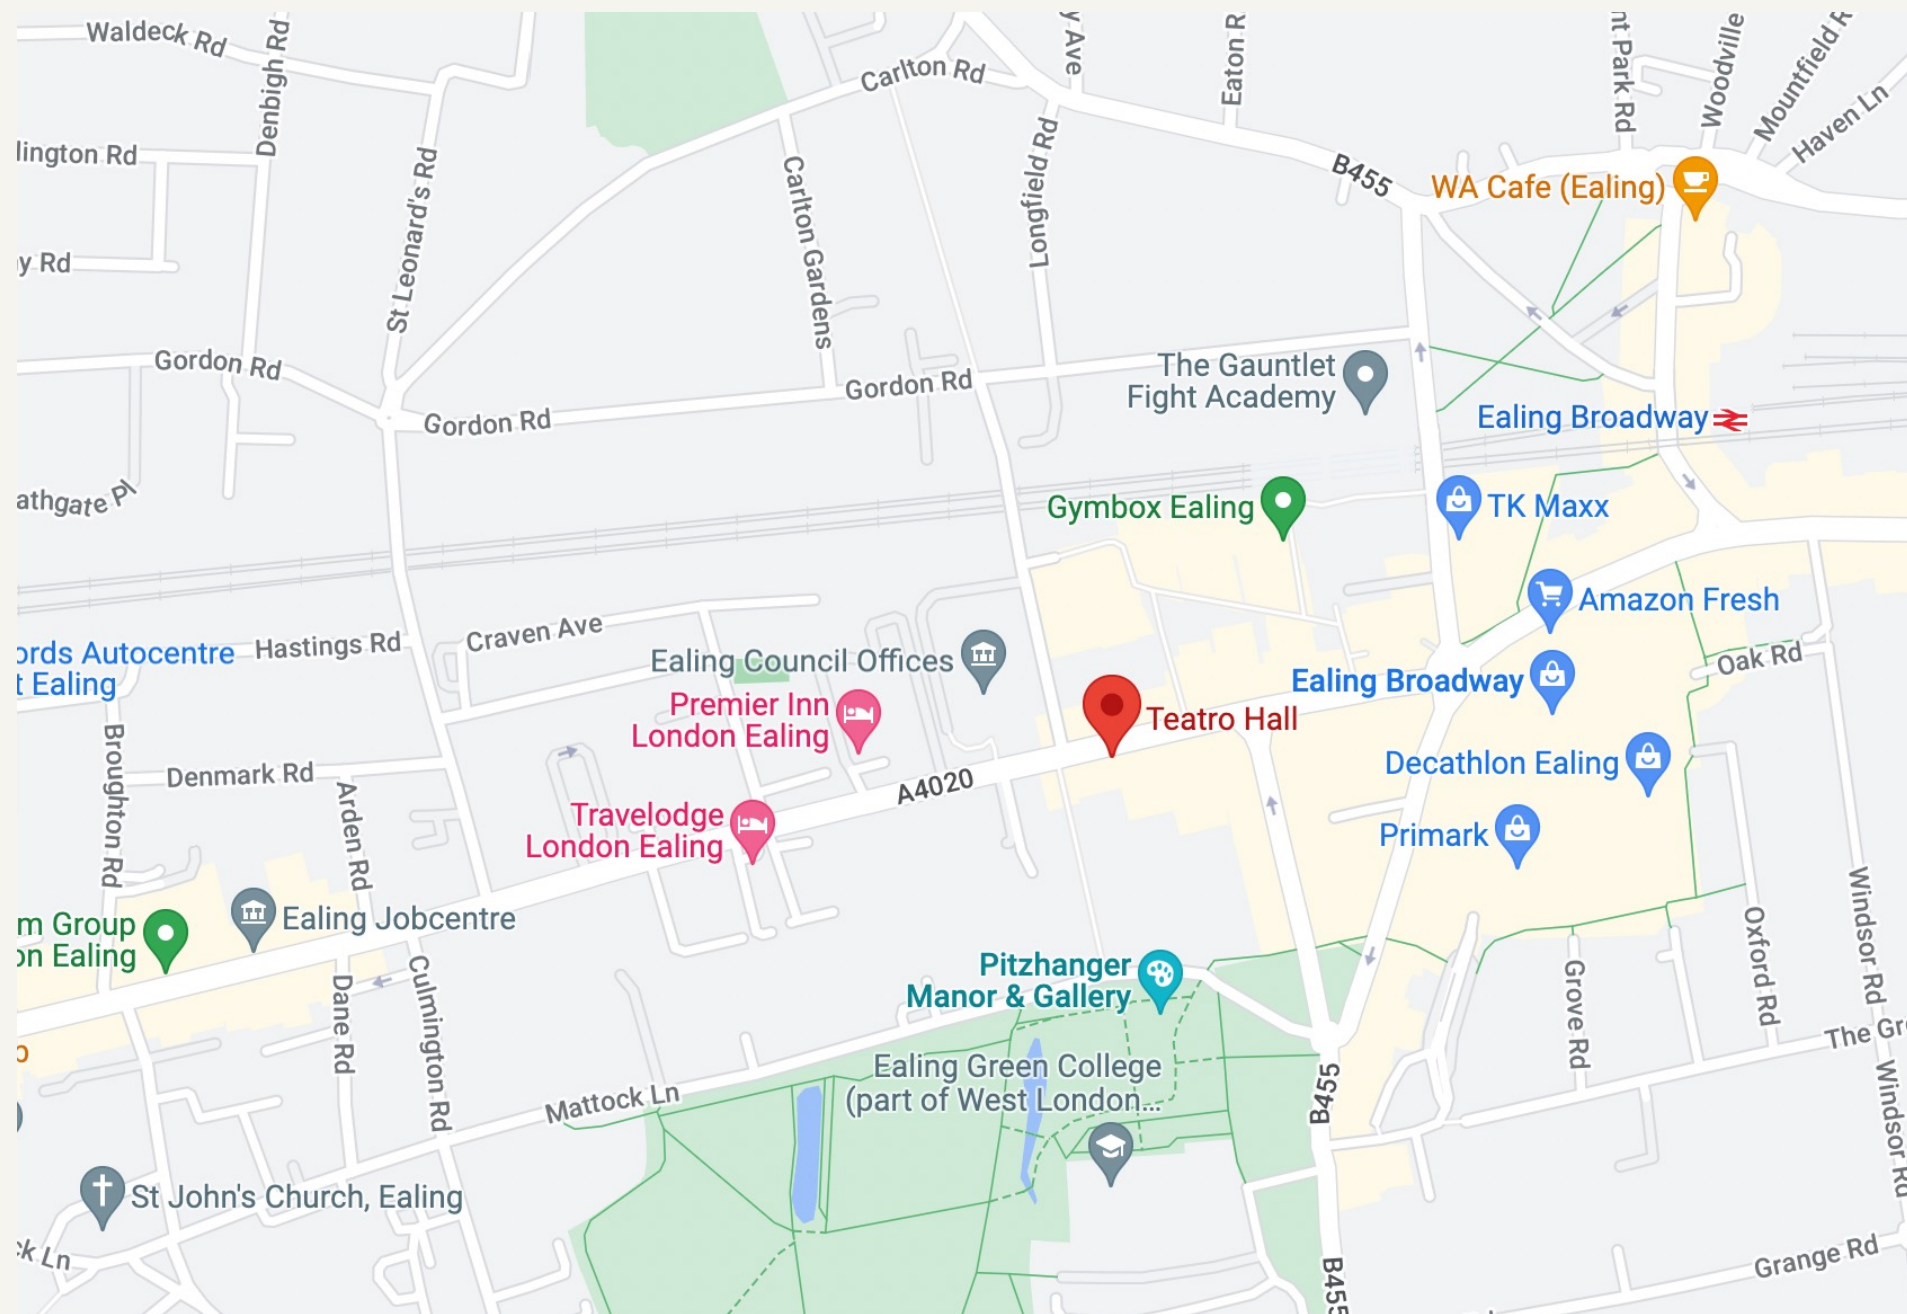 Waldeck Rd
Denbigh Rd
Carlton Rd
y Ave
Eaton R
nt Park Rd
Woodville
Mountfield R
Haven Ln
lington Rd
St Leonard's Rd
Carlton Gardens
Longfield Rd
B455
WA Cafe (Ealing)
y Rd
Gordon Rd
Gordon Rd
Gordon Rd
The Gauntlet
Fight Academy
Ealing Broadway
athgate Pl
Gymbox Ealing
TK Maxx
Hastings Rd
Craven Ave
Amazon Fresh
ords Autocentre
t Ealing
Ealing Council Offices
Ealing Broadway
Oak Rd
Premier Inn
London Ealing
Teatro Hall
Broughton Rd
Denmark Rd
Arden Rd
A4020
Decathlon Ealing
Travelodge
London Ealing
Primark
m Group
on Ealing
Ealing Jobcentre
Dane Rd
Culmington Rd
Pitzhanger
Manor & Gallery
Grove Rd
Oxford Rd
Windsor Rd
The Gr
Ealing Green College
(part of West London...
Mattock Ln
B455
Windsor Rd
St John's Church, Ealing
ck Ln
B455
Grange Rd